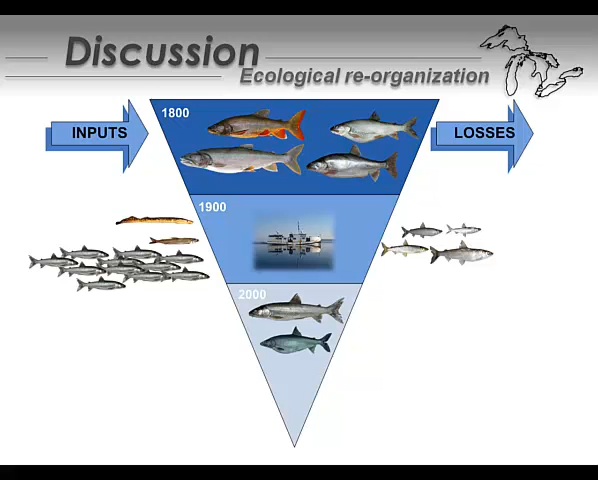 Discussion
Ecological re-organization
INPUTS
1800
LOSSES
1900
2000